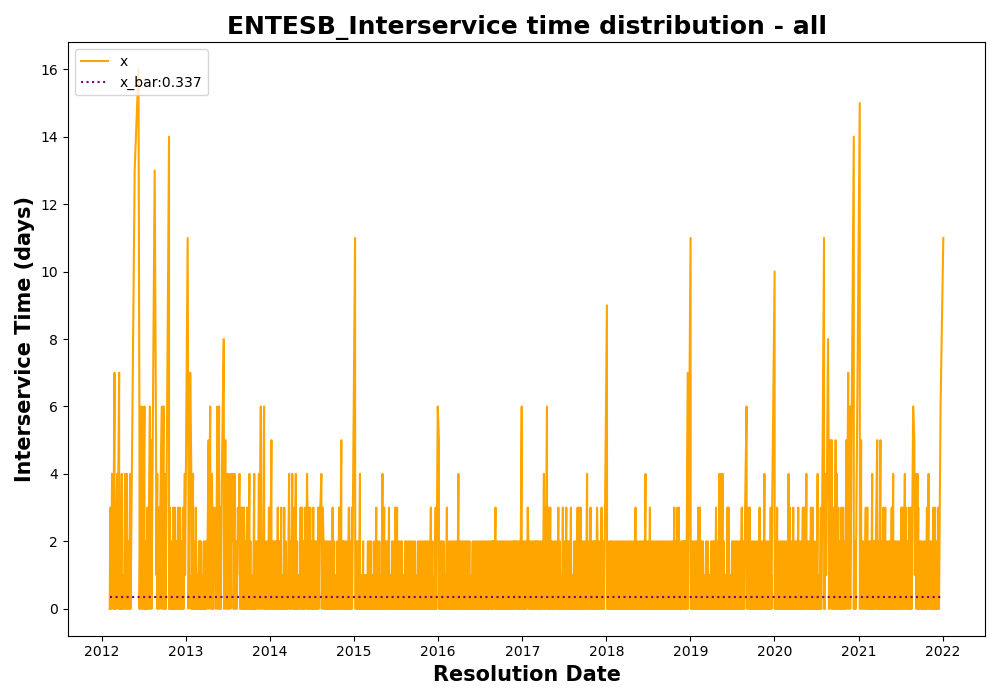 ENTESB_Interservice time distribution - all
x
x_bar:0.337
Interservice Time (days)
16
14
12
10
8
6
4
2
0
2012 2013 2014 2015 2016 2017 2018 2019 2020 2021 2022
Resolution Date